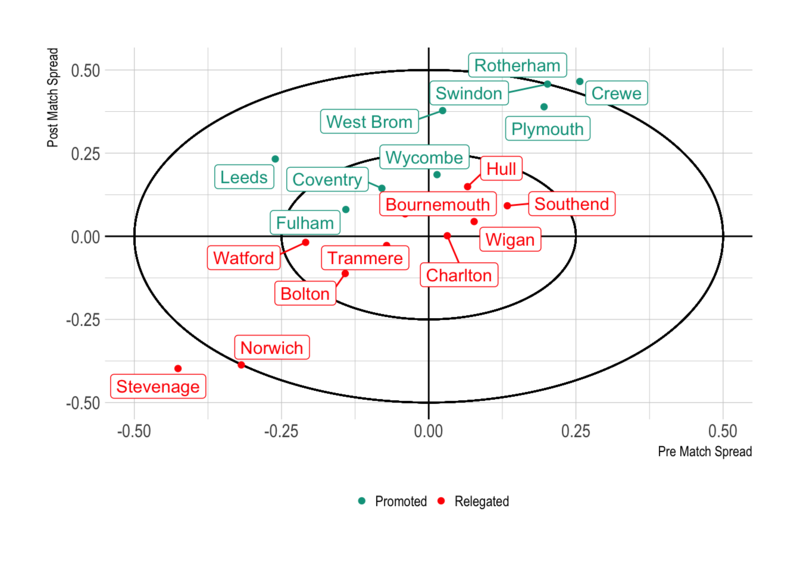 Post Match Spread
0.50
0.25
0.00
-0.25
-0.50
Rotherham
Swindon
Crewe
West Brom
Plymouth
Wycombe
Hull
Leeds
Coventry
Bournemouth
Southend
Fulham
Wigan
Watford
Tranmere
Charlton
Bolton
Norwich
Stevenage
-0.50
-0.25
0.00
0.25
0.50
Pre Match Spread
Promoted
Relegated